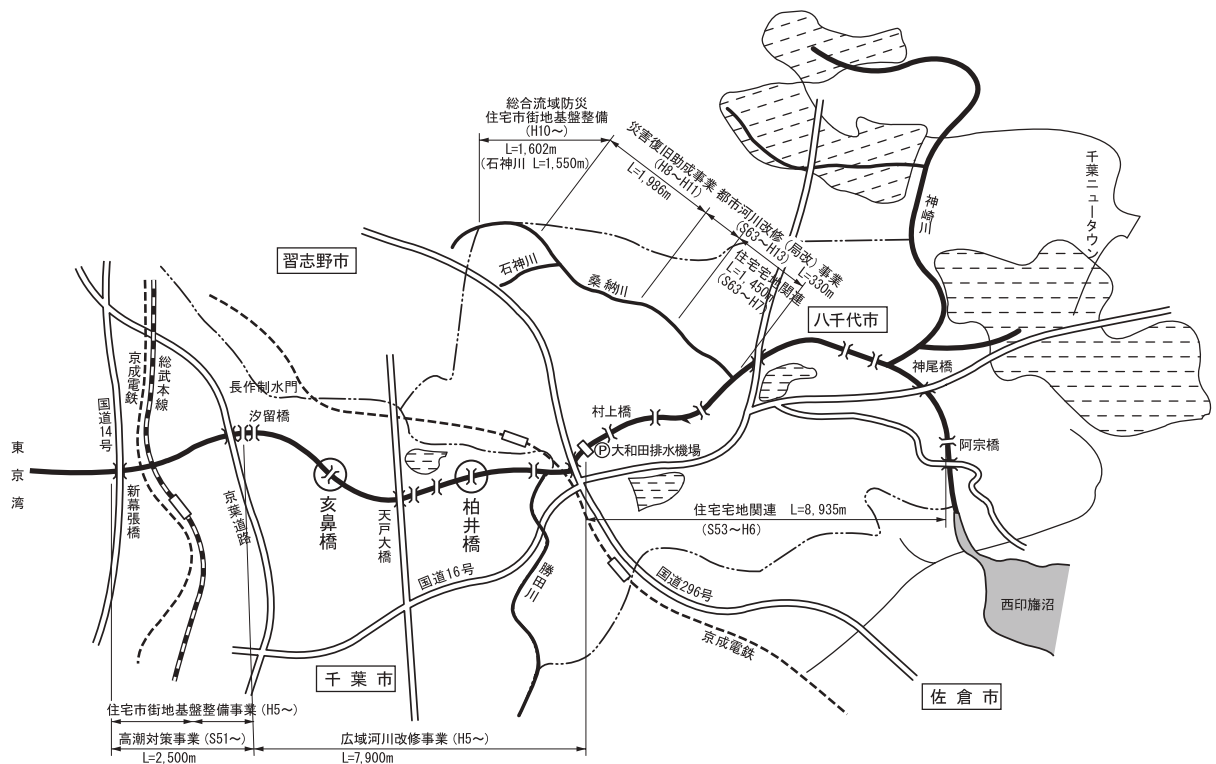 総合流域防災
住宅市街地基盤整備
(H10～)
L=1,602m
(石神川 L=1,550m)
災害復旧助成事業
(H8～H11)
L=1,986m
都市河川改修（局改）事業
(S63～H13)
L=330m
住宅宅地関連
L=1,450m
(S63～H7)
千葉ニュータウン
神崎川
習志野市
石神川
桑納川
八千代市
神尾橋
京成電鉄
総武本線
長作制水門
国道14号
汐留橋
村上橋
Ⓟ大和田排水機場
阿宗橋
東京湾
新幕張橋
京葉道路
亥鼻橋
天戸大橋
柏井橋
住宅宅地関連 L=8,935m
(S53～H6)
国道16号
勝田川
国道296号
西印旛沼
京成電鉄
千葉市
佐倉市
住宅市街地基盤整備事業 (H5～)
高潮対策事業 (S51～)
L=2,500m
広域河川改修事業 (H5～)
L=7,900m